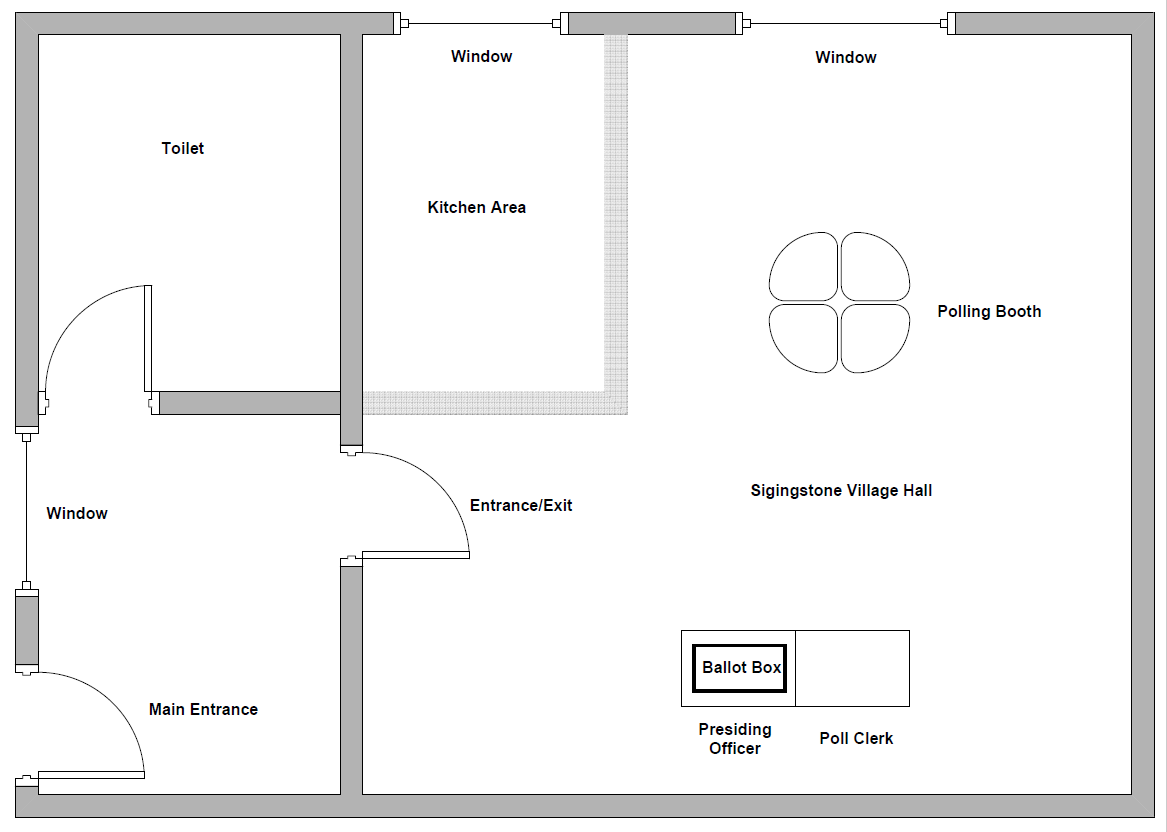 Window
Window
Toilet
Kitchen Area
Polling Booth
Sigingstone Village Hall
Entrance/Exit
Window
Ballot Box
Main Entrance
Presiding
Officer
Poll Clerk